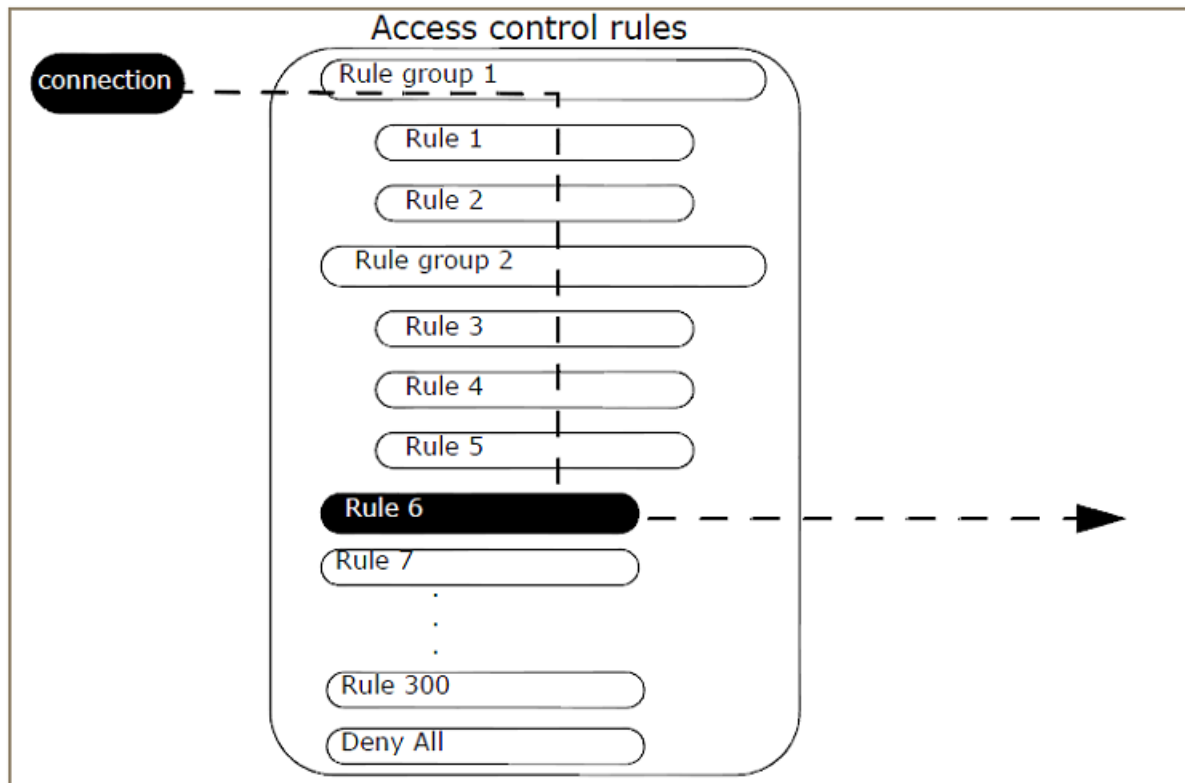 Access control rules
connection
Rule group 1
Rule 1
Rule 2
Rule group 2
Rule 3
Rule 4
Rule 5
Rule 6
Rule 7
.
.
.
Rule 300
Deny All